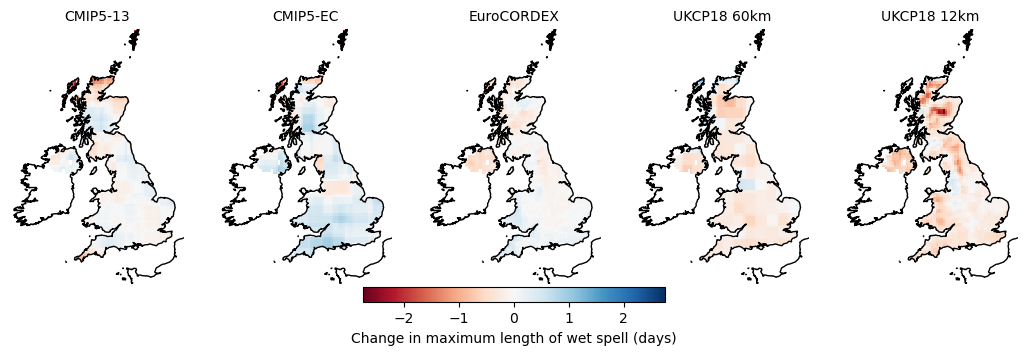 CMIP5-13 CMIP5-EC EuroCORDEX UKCP18 60km UKCP18 12km
−2 −1 0 1 2
Change in maximum length of wet spell (days)